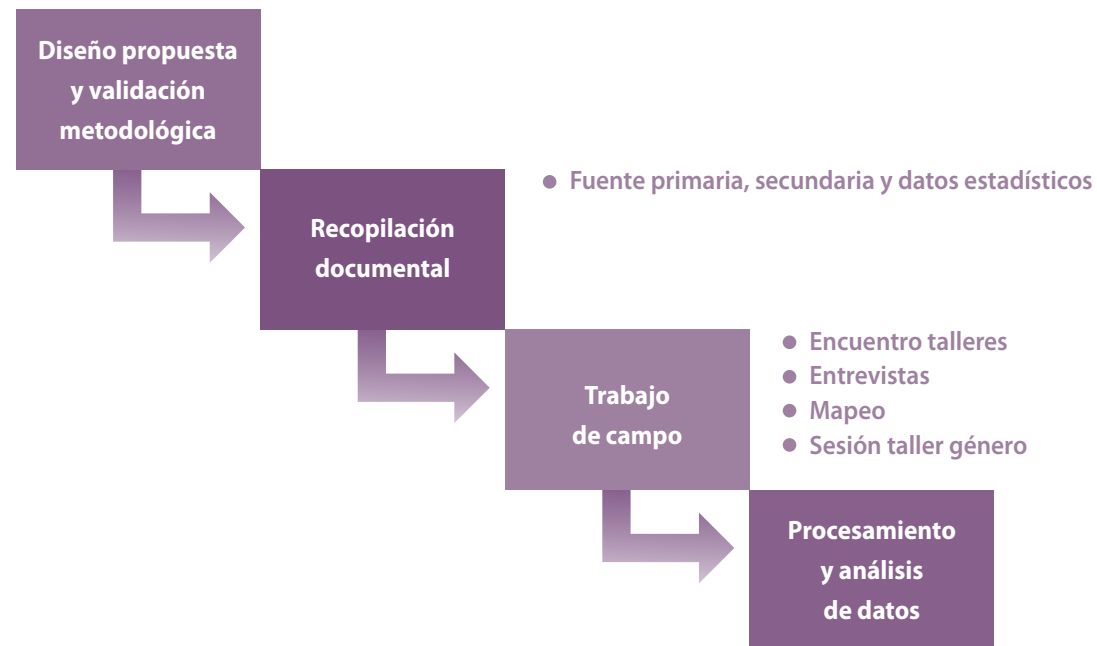 Diseño propuesta
y validación
metodológica
Fuente primaria, secundaria y datos estadísticos
Recopilación
documental
Encuentro talleres
Entrevistas
Mapeo
Sesión taller género
Trabajo
de campo
Procesamiento
y análisis
de datos